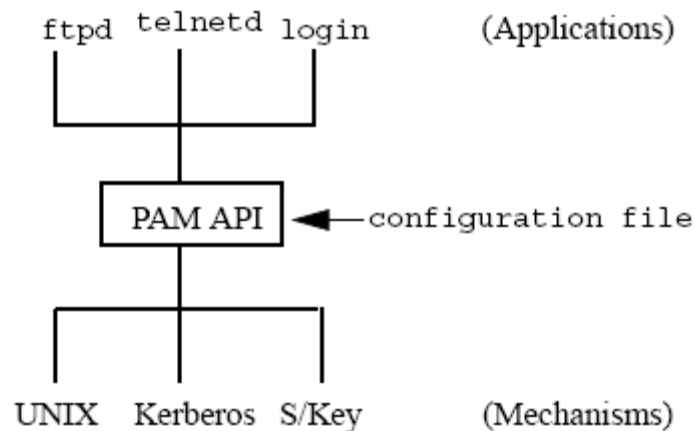 ftpd telnetd login (Applications)
PAM API configuration file
UNIX Kerberos S/Key (Mechanisms)